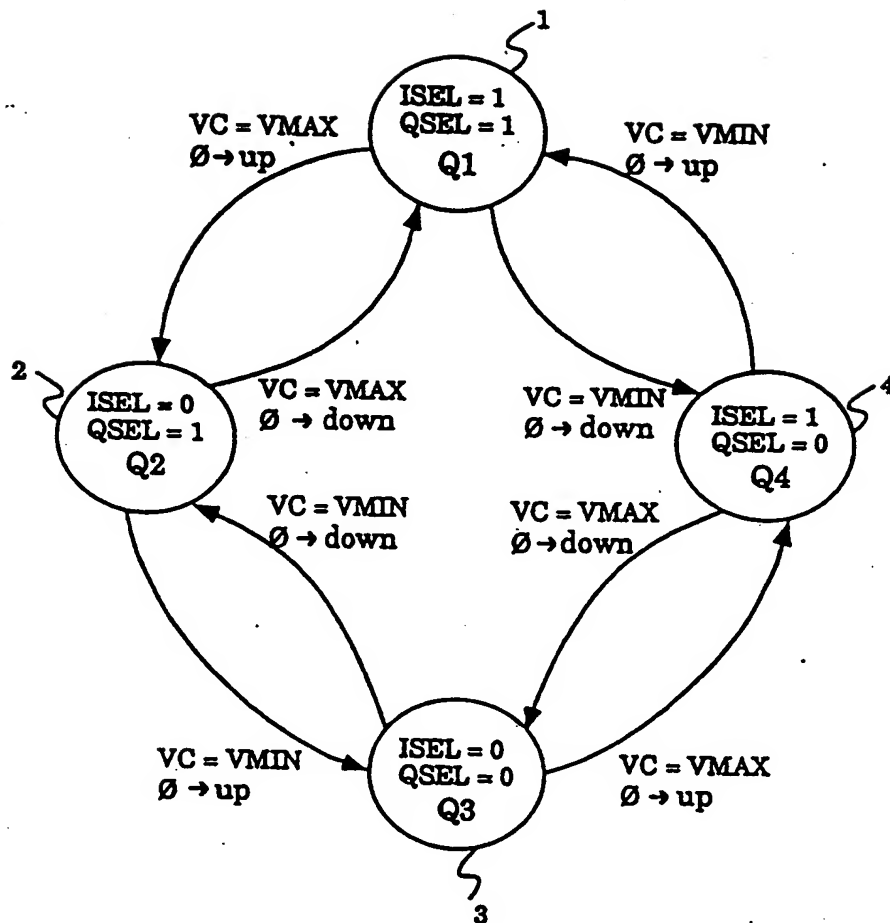 1
ISEL = 1
QSEL = 1
Q1
VC = VMAX
Ø → up
VC = VMIN
Ø → up
2
ISEL = 0
QSEL = 1
Q2
VC = VMAX
Ø → down
VC = VMIN
Ø → down
4
ISEL = 1
QSEL = 0
Q4
VC = VMIN
Ø → down
VC = VMAX
Ø → down
VC = VMIN
Ø → up
ISEL = 0
QSEL = 0
Q3
VC = VMAX
Ø → up
3